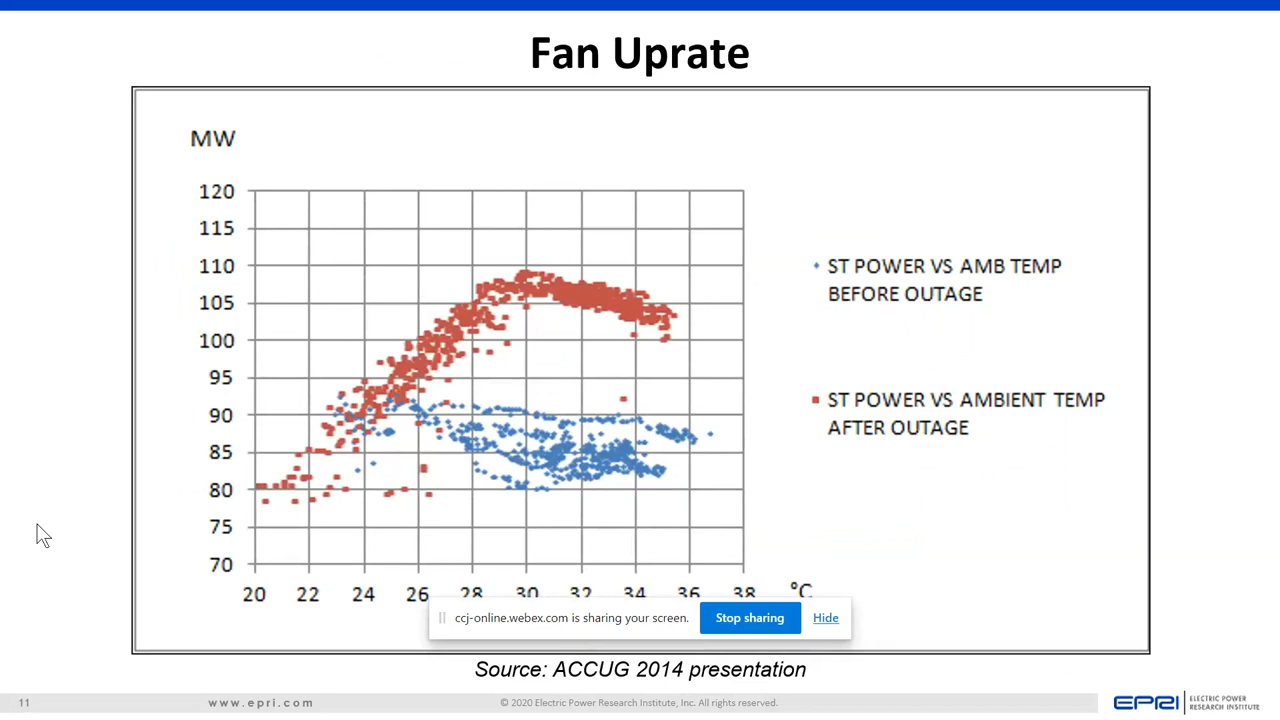 Fan Uprate
MW
120
115
110
105
100
95
90
85
80
75
70
20 22 24 26 28 30 32 34 36 38 °C
ST POWER VS AMB TEMP
BEFORE OUTAGE
ST POWER VS AMBIENT TEMP
AFTER OUTAGE
ccj-online.webex.com is sharing your screen. Stop sharing Hide
Source: ACCUG 2014 presentation
11 www.epri.com © 2020 Electric Power Research Institute, Inc. All rights reserved.
EPRI
ELECTRIC POWER
RESEARCH INSTITUTE